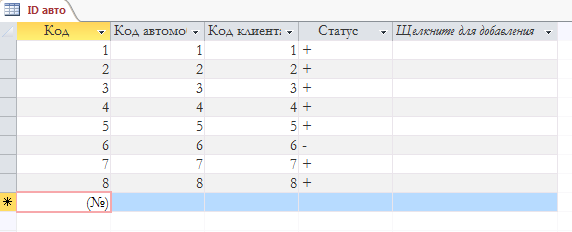 ID авто
Код Код автомо Код клиента Статус Щелкните для добавления
1 1 1 +
2 2 2 +
3 3 3 +
4 4 4 +
5 5 5 +
6 6 6 -
7 7 7 +
8 8 8 +
(№)